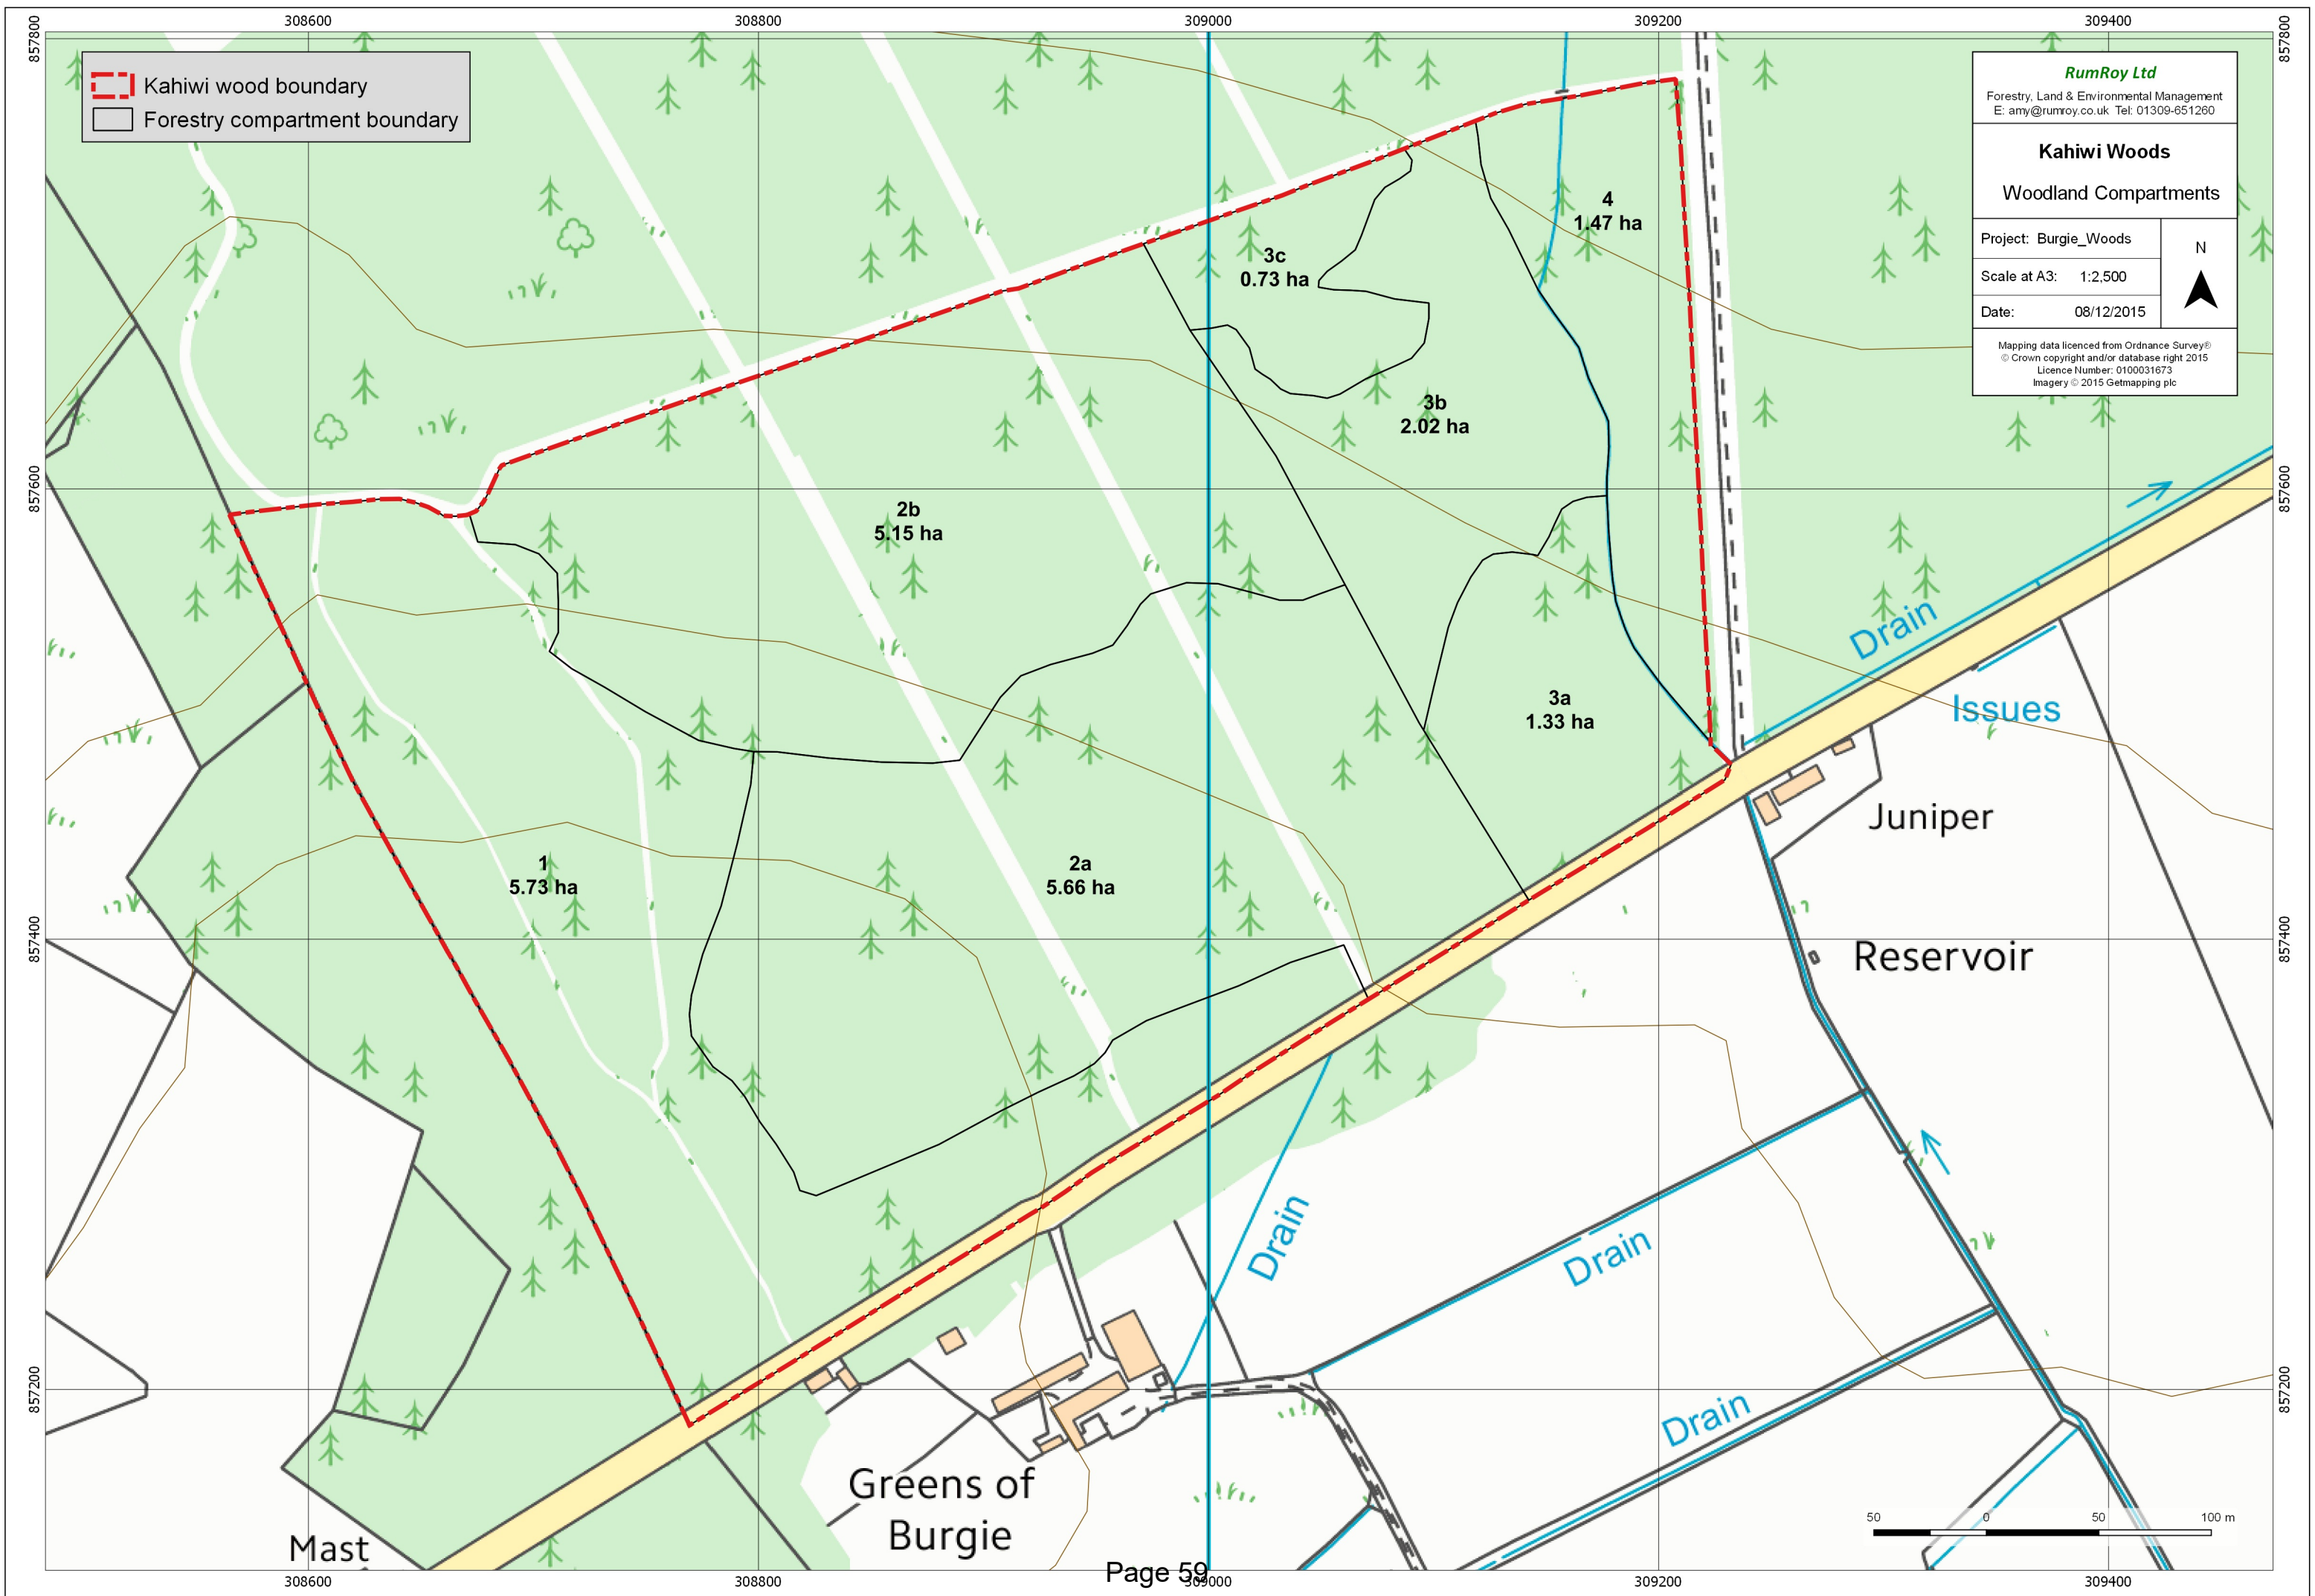 308600
308800
309000
309200
309400
857800
857800
Kahiwi wood boundary
Forestry compartment boundary
RumRoy Ltd
Forestry, Land & Environmental Management
E: amy@rumroy.co.uk Tel: 01309-651260
Kahiwi Woods
Woodland Compartments
Project: Burgie_Woods
Scale at A3: 1:2,500
Date: 08/12/2015
N
Mapping data licenced from Ordnance Survey®
© Crown copyright and/or database right 2015
Licence Number: 0100031673
Imagery © 2015 Getmapping plc
4
1.47 ha
3c
0.73 ha
3b
2.02 ha
857600
857600
2b
5.15 ha
Drain
3a
1.33 ha
Issues
Juniper
1
5.73 ha
2a
5.66 ha
857400
857400
Reservoir
Drain
Drain
857200
857200
Drain
Greens of
Burgie
Mast
50
0
50
100 m
Page 59
308600
308800
309000
309200
309400